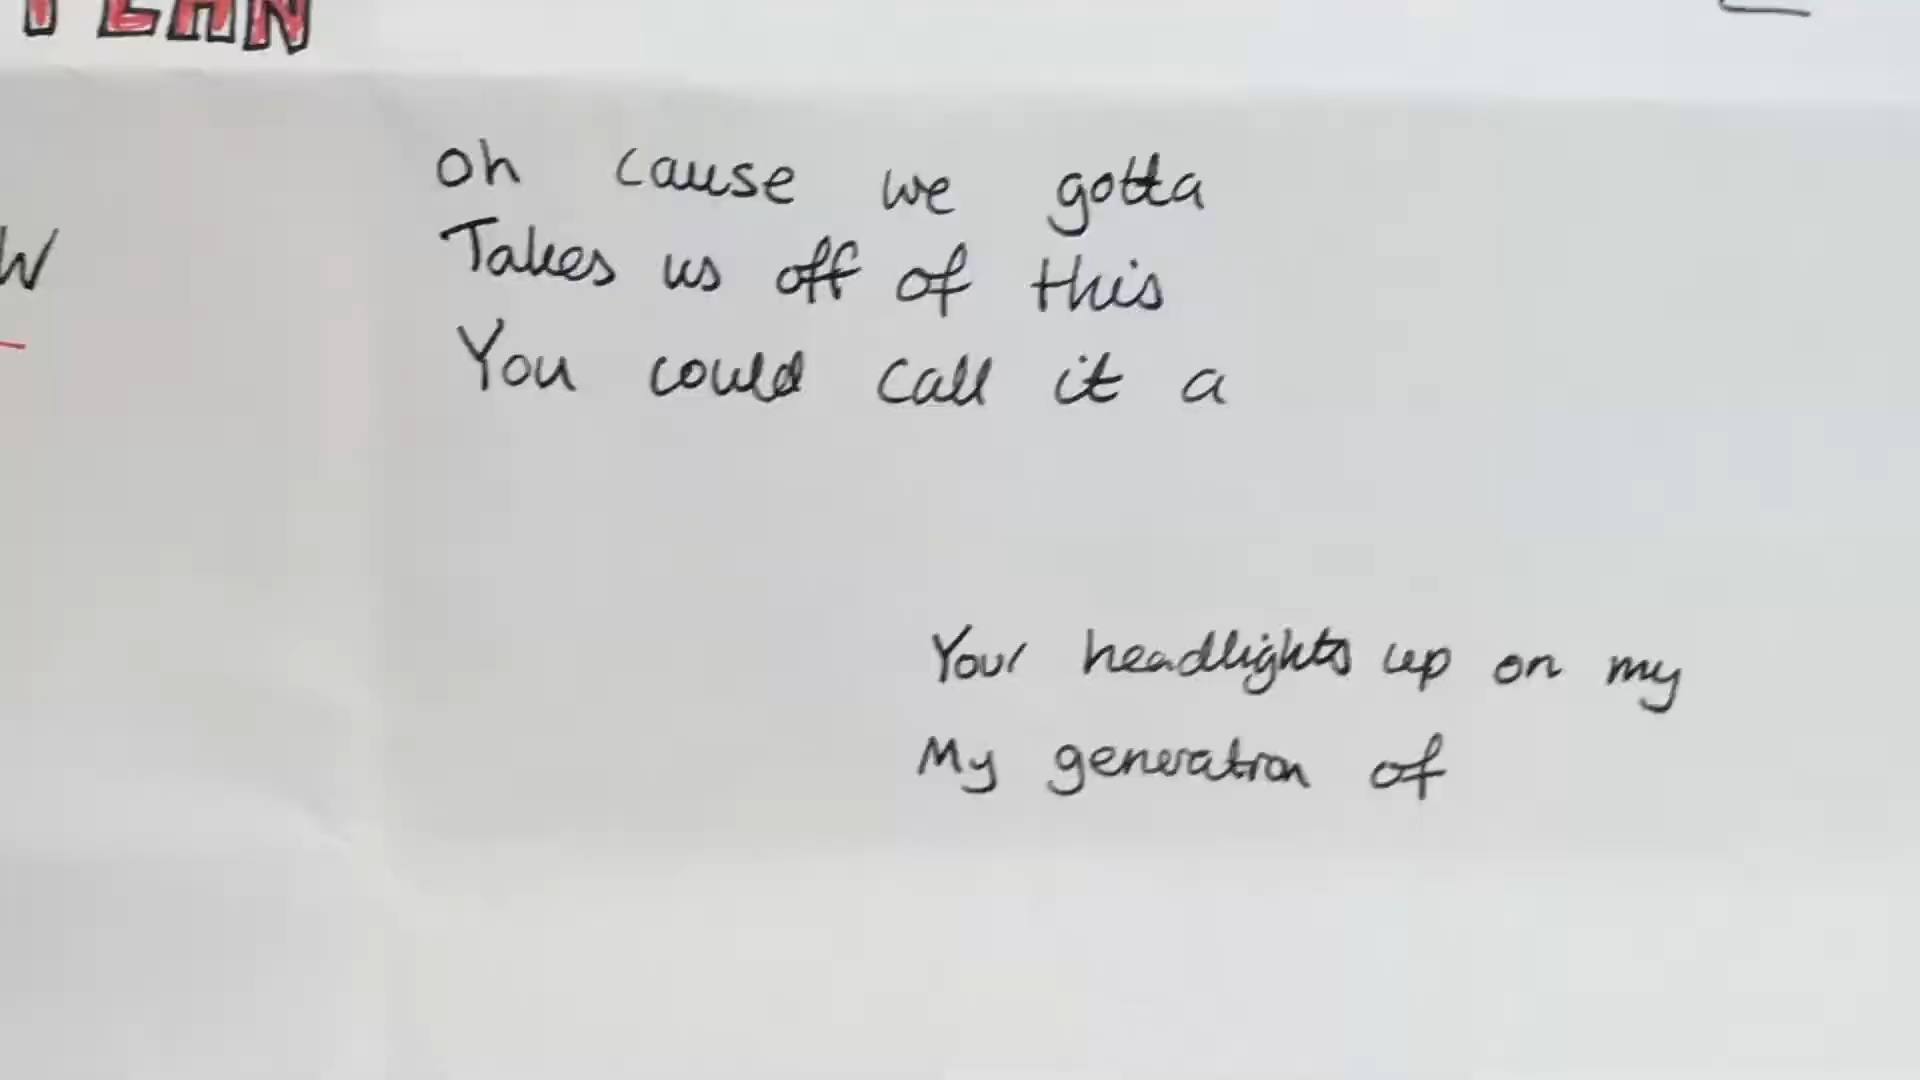 PLAN
W
Oh cause we gotta
Takes us off of this
You could call it a
Your headlights up on my
My generation of